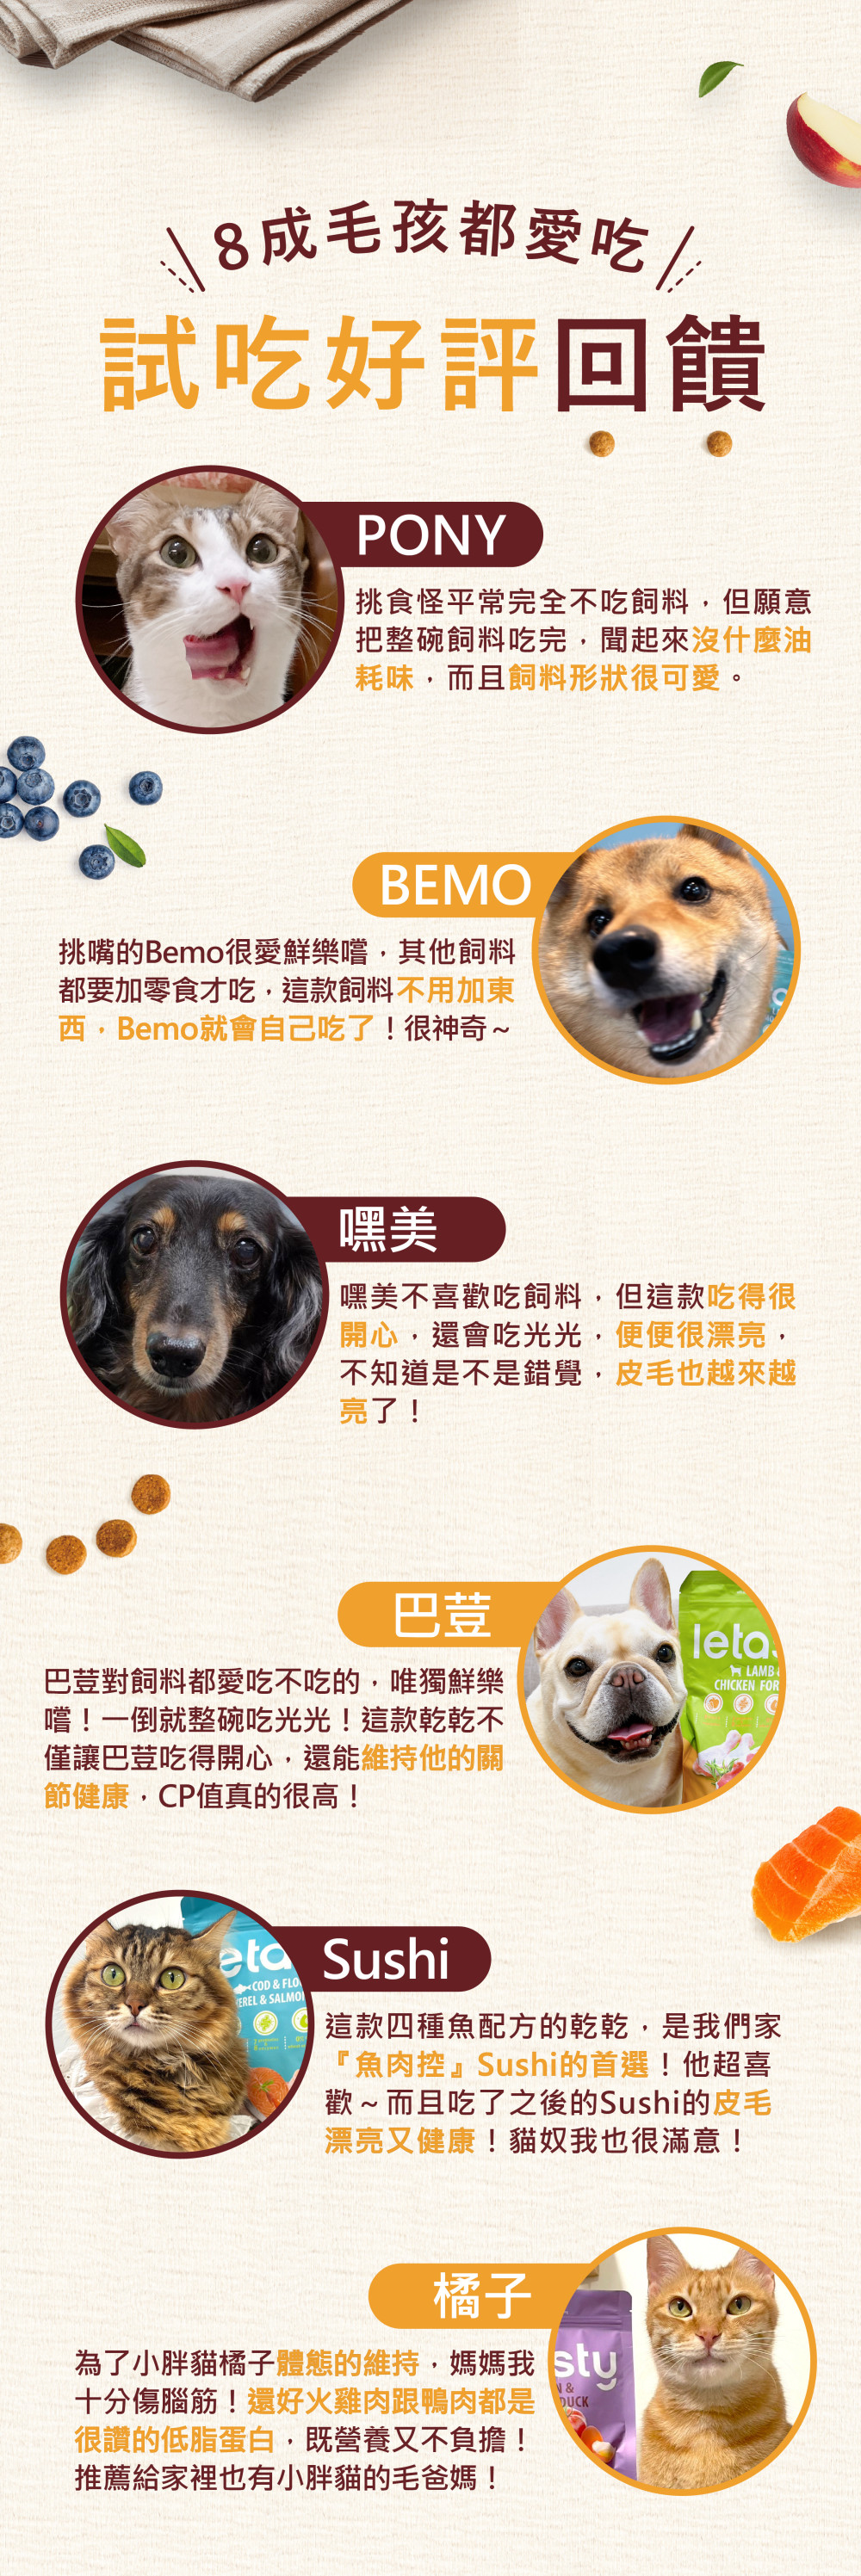 8成毛孩都愛吃
試吃好評回饋
PONY
挑食怪平常完全不吃飼料，但願意
把整碗飼料吃完，聞起來沒什麼油
耗味，而且飼料形狀很可愛。
BEMO
挑嘴的Bemo很愛鮮樂嚐，其他飼料
都要加零食才吃，這款飼料不用加東
西，Bemo就會自己吃了！很神奇～
嘿美
嘿美不喜歡吃飼料，但這款吃得很
開心，還會吃光光，便便很漂亮，
不知道是不是錯覺，皮毛也越來越
亮了！
巴荳
leta
LAMB
CHICKEN FOR
巴荳對飼料都愛吃不吃的，唯獨鮮樂
嚐！一倒就整碗吃光光！這款乾乾不
僅讓巴荳吃得開心，還能維持他的關
節健康，CP值真的很高！
eta
COD & FLO
EREL & SALMO
Sushi
這款四種魚配方的乾乾，是我們家
『魚肉控』Sushi的首選！他超喜
歡～而且吃了之後的Sushi的皮毛
漂亮又健康！貓奴我也很滿意！
橘子
sty
N &
DUCK
為了小胖貓橘子體態的維持，媽媽我
十分傷腦筋！還好火雞肉跟鴨肉都是
很讚的低脂蛋白，既營養又不負擔！
推薦給家裡也有小胖貓的毛爸媽！